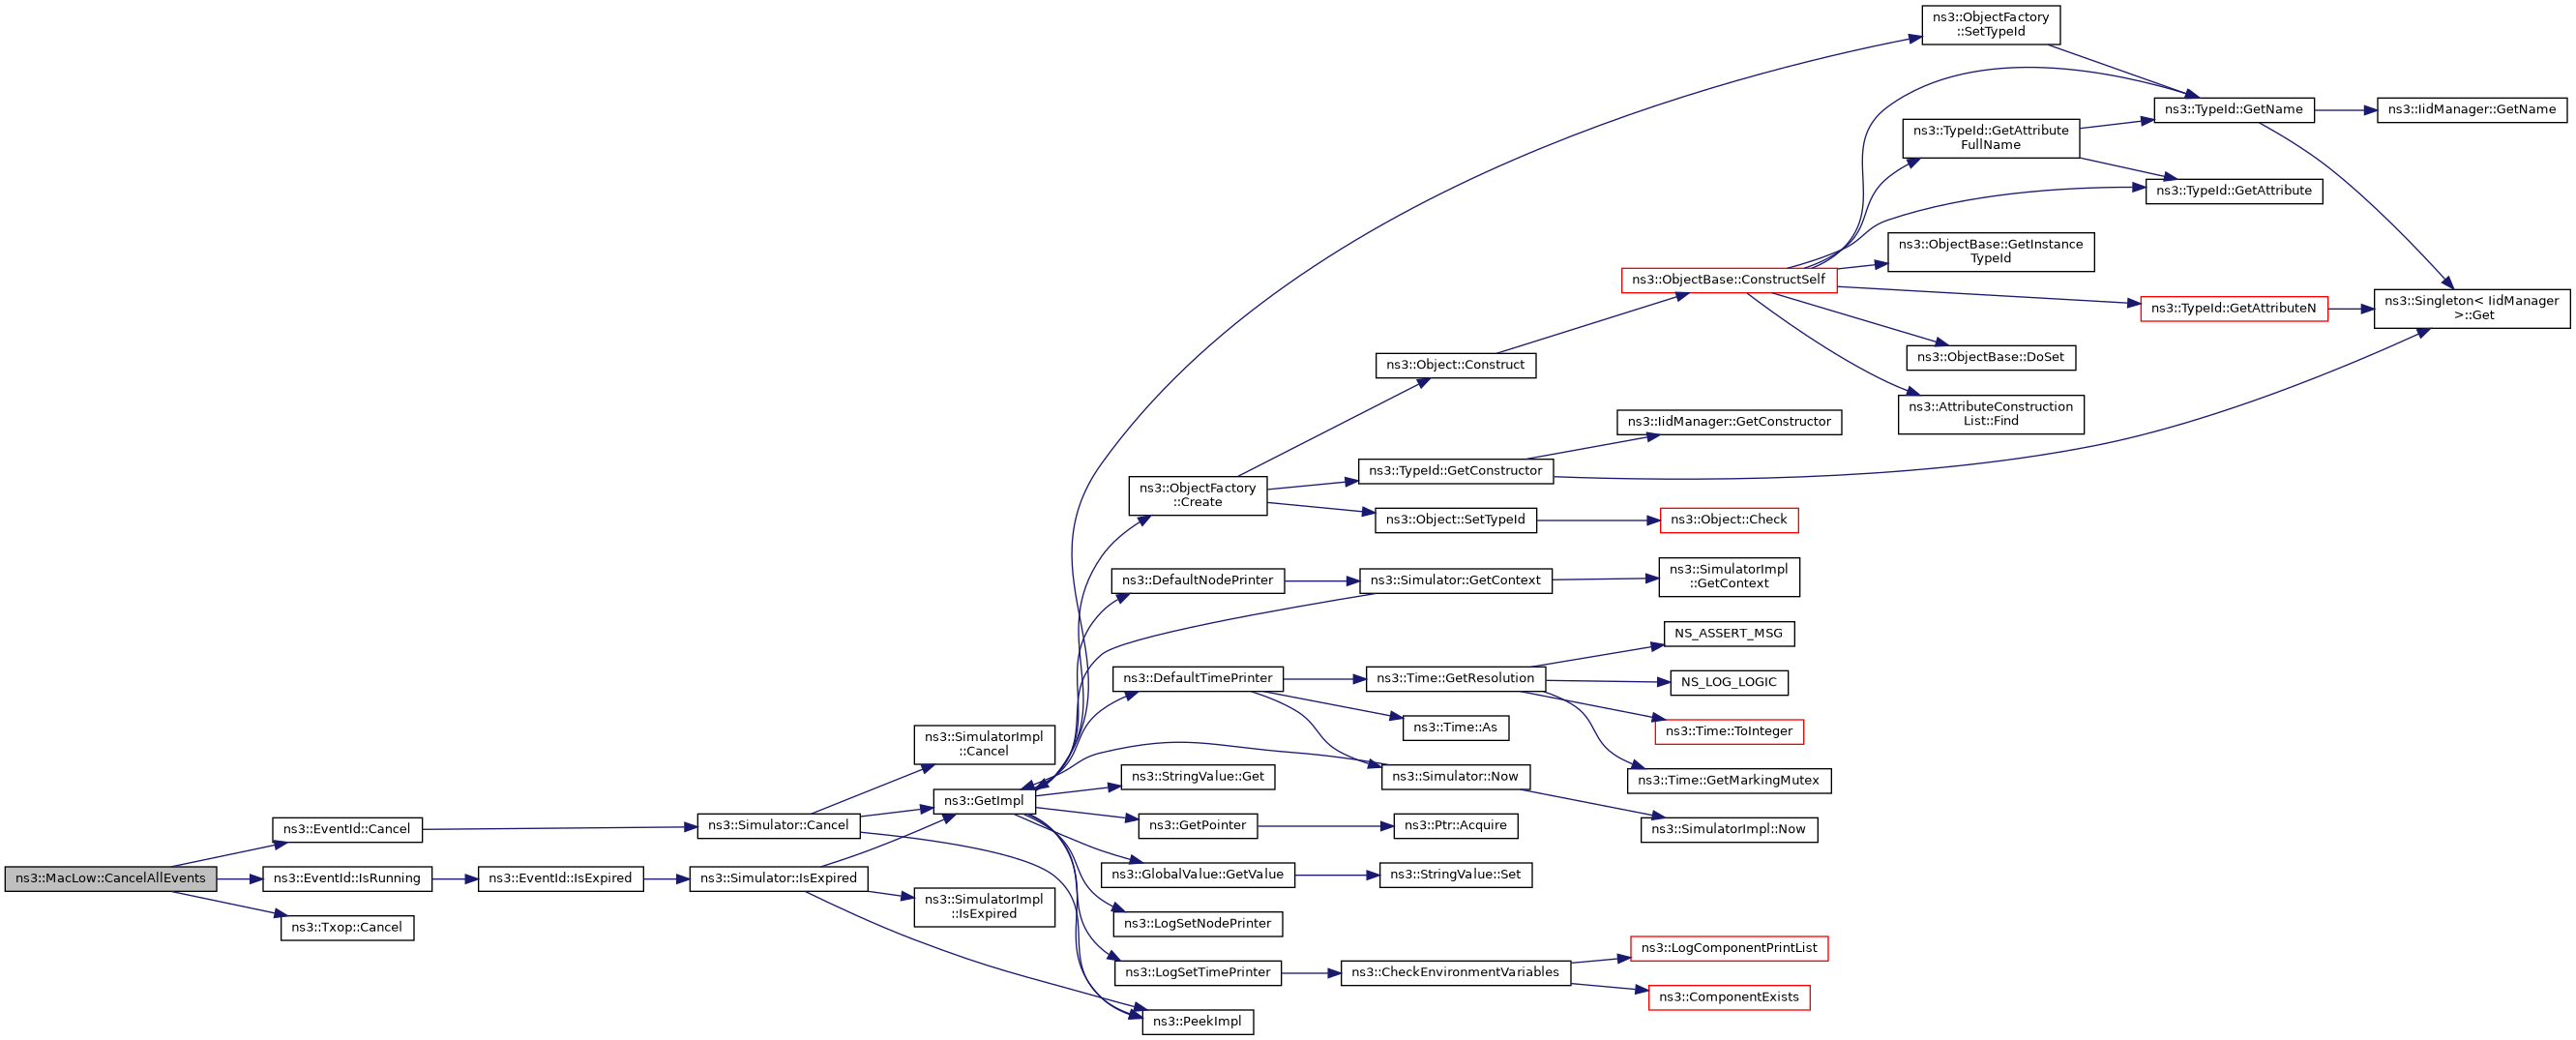 ns3::MacLow::CancelAllEvents
ns3::EventId::Cancel
ns3::EventId::IsRunning
ns3::Txop::Cancel
ns3::EventId::IsExpired
ns3::Simulator::Cancel
ns3::Simulator::IsExpired
ns3::SimulatorImpl
::Cancel
ns3::GetImpl
ns3::SimulatorImpl
::IsExpired
ns3::ObjectFactory
::Create
ns3::DefaultNodePrinter
ns3::DefaultTimePrinter
ns3::StringValue::Get
ns3::GetPointer
ns3::GlobalValue::GetValue
ns3::LogSetNodePrinter
ns3::LogSetTimePrinter
ns3::PeekImpl
ns3::Object::Construct
ns3::TypeId::GetConstructor
ns3::Object::SetTypeId
ns3::Simulator::GetContext
ns3::Time::GetResolution
ns3::Time::As
ns3::Simulator::Now
ns3::Ptr::Acquire
ns3::StringValue::Set
ns3::CheckEnvironmentVariables
ns3::ObjectBase::ConstructSelf
ns3::IidManager::GetConstructor
ns3::Object::Check
ns3::SimulatorImpl
::GetContext
NS_ASSERT_MSG
NS_LOG_LOGIC
ns3::Time::ToInteger
ns3::Time::GetMarkingMutex
ns3::SimulatorImpl::Now
ns3::LogComponentPrintList
ns3::ComponentExists
ns3::ObjectFactory
::SetTypeId
ns3::TypeId::GetAttribute
FullName
ns3::ObjectBase::GetInstance
TypeId
ns3::ObjectBase::DoSet
ns3::AttributeConstruction
List::Find
ns3::TypeId::GetName
ns3::TypeId::GetAttribute
ns3::TypeId::GetAttributeN
ns3::IidManager::GetName
ns3::Singleton< IidManager
>::Get